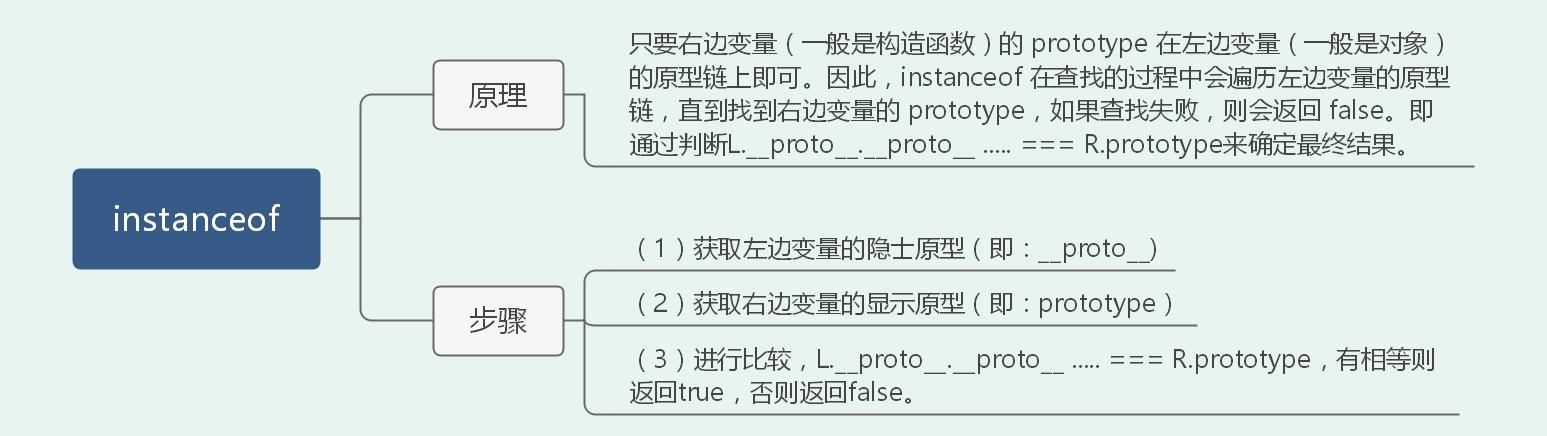 instanceof
原理
只要右边变量（一般是构造函数）的 prototype 在左边变量（一般是对象）
的原型链上即可。因此，instanceof 在查找的过程中会遍历左边变量的原型
链，直到找到右边变量的 prototype，如果查找失败，则会返回 false。即
通过判断L.__proto__.__proto__ ..... === R.prototype来确定最终结果。
步骤
（1）获取左边变量的隐士原型（即：__proto__)
（2）获取右边变量的显示原型（即：prototype）
（3）进行比较，L.__proto__.__proto__ ..... === R.prototype，有相等则
返回true，否则返回false。